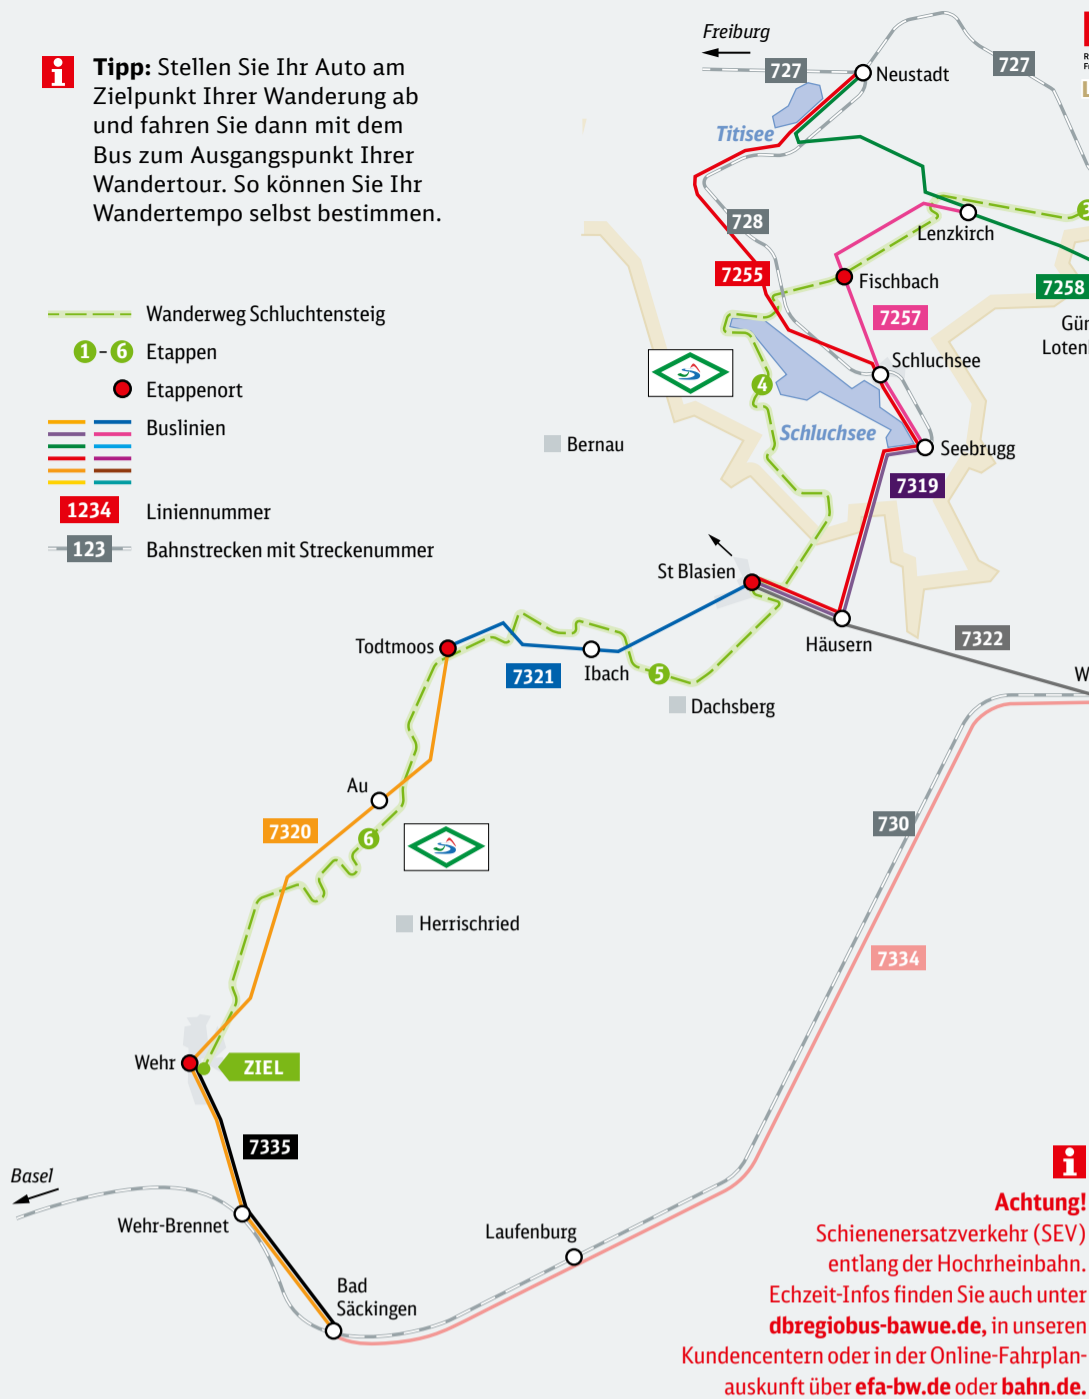 Tipp: Stellen Sie Ihr Auto am
Zielpunkt Ihrer Wanderung ab
und fahren Sie dann mit dem
Bus zum Ausgangspunkt Ihrer
Wandertour. So können Sie Ihr
Wandertempo selbst bestimmen.
Wanderweg Schluchtensteig
1 - 6 Etappen
Etappenort
Buslinien
1234 Liniennummer
123 Bahnstrecken mit Streckenummer
Freiburg
727
Neustadt
727
Titisee
728
Lenzkirch
3
7255
Fischbach
7258
7257
Gün
Loten
Schluchsee
4
Schluchsee
Bernau
Seebrugg
7319
St Blasien
Häusern
7322
Todtmoos
7321
Ibach
5
W
Dachsberg
Au
7320
6
730
Herrischried
7334
Wehr
ZIEL
7335
Basel
Wehr-Brennet
Laufenburg
Bad
Säckingen
Achtung!
Schienenersatzverkehr (SEV)
entlang der Hochrheinbahn.
Echzeit-Infos finden Sie auch unter
dbregiobus-bawue.de, in unseren
Kundencentern oder in der Online-Fahrplan-
auskunft über efa-bw.de oder bahn.de.